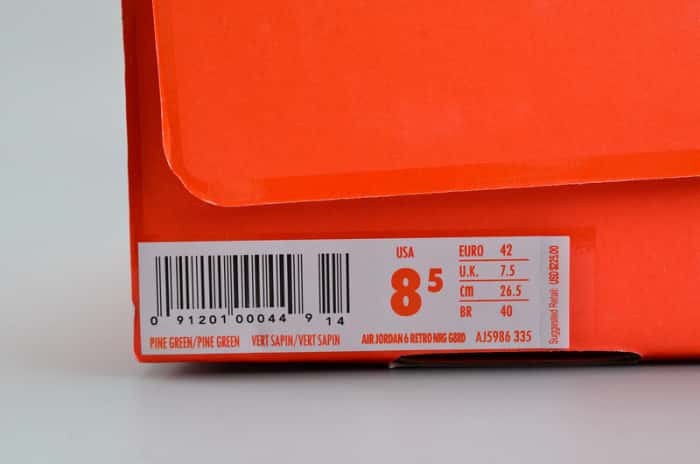 0 91201 00044 9 14
PINE GREEN/PINE GREEN VERT SAPIN/VERT SAPIN
USA
8 5
EURO 42
U.K. 7.5
cm 26.5
BR 40
AIR JORDAN 6 RETRO NRG G8RD AJ5986 335
Suggested Retail: USD $225.00